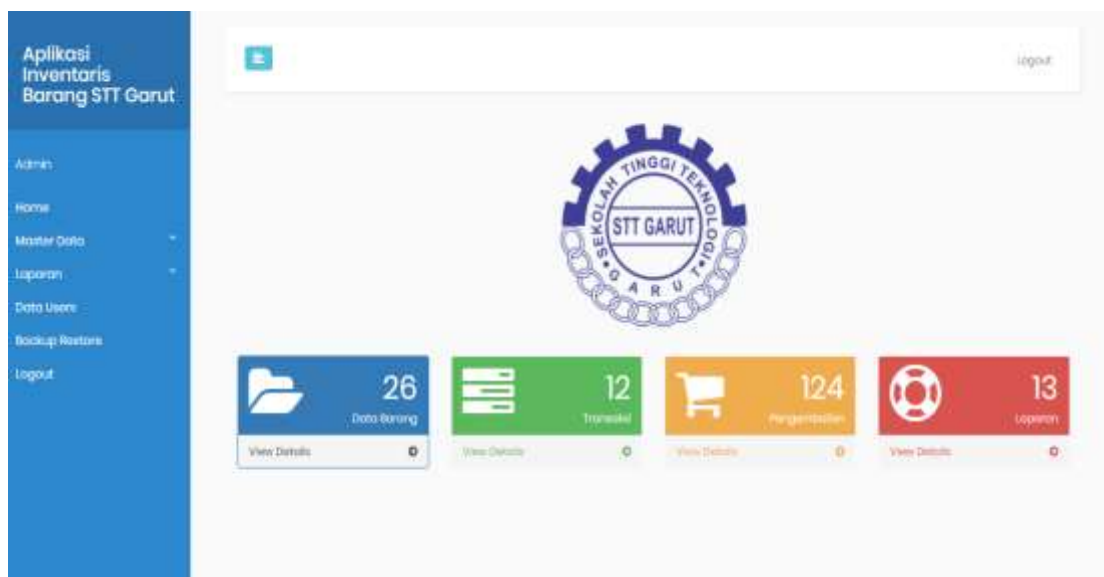 Aplikasi
Inventaris
Barang STT Garut
Admin
Home
Master Data
Laporan
Data Users
Backup Restore
Logout
Logout
SEKOLAH TINGGI TEKNOLOGI
STT GARUT
GARUT
26
Data Barang
View Details
12
Transaksi
View Details
124
Pengembalian
View Details
13
Laporan
View Details